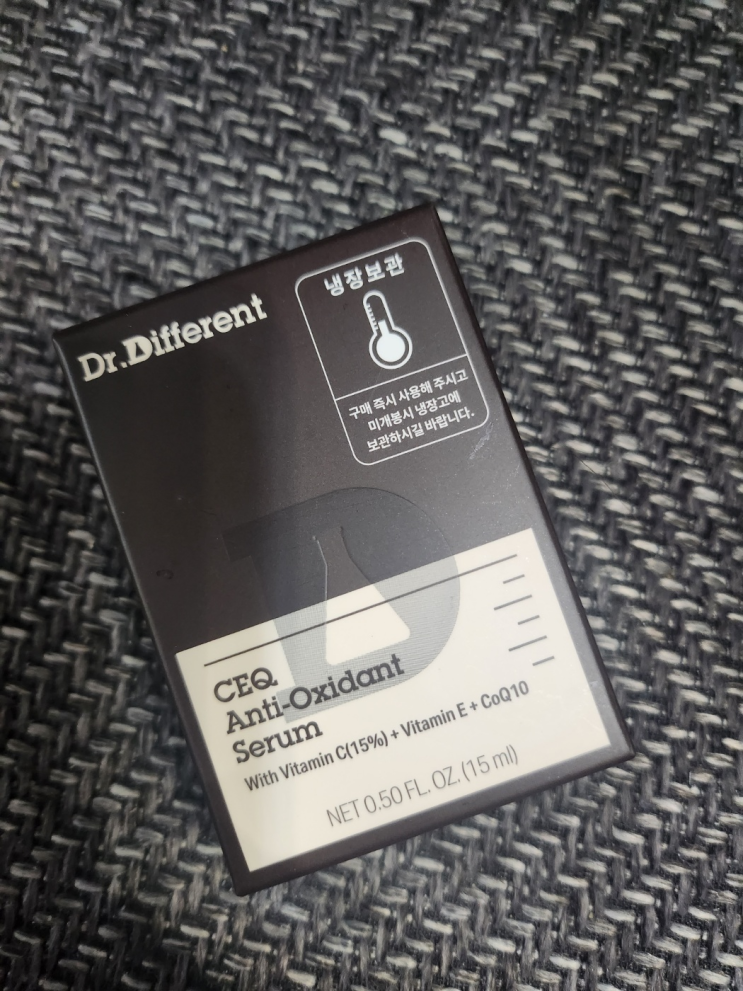 Dr.Different
냉장보관
구매 즉시 사용해 주시고
미개봉시 냉장고에
보관하시길 바랍니다.
CEQ
Anti-Oxidant
Serum
With Vitamin C(15%) + Vitamin E + CoQ10
NET 0.50 FL. OZ. (15 ml)